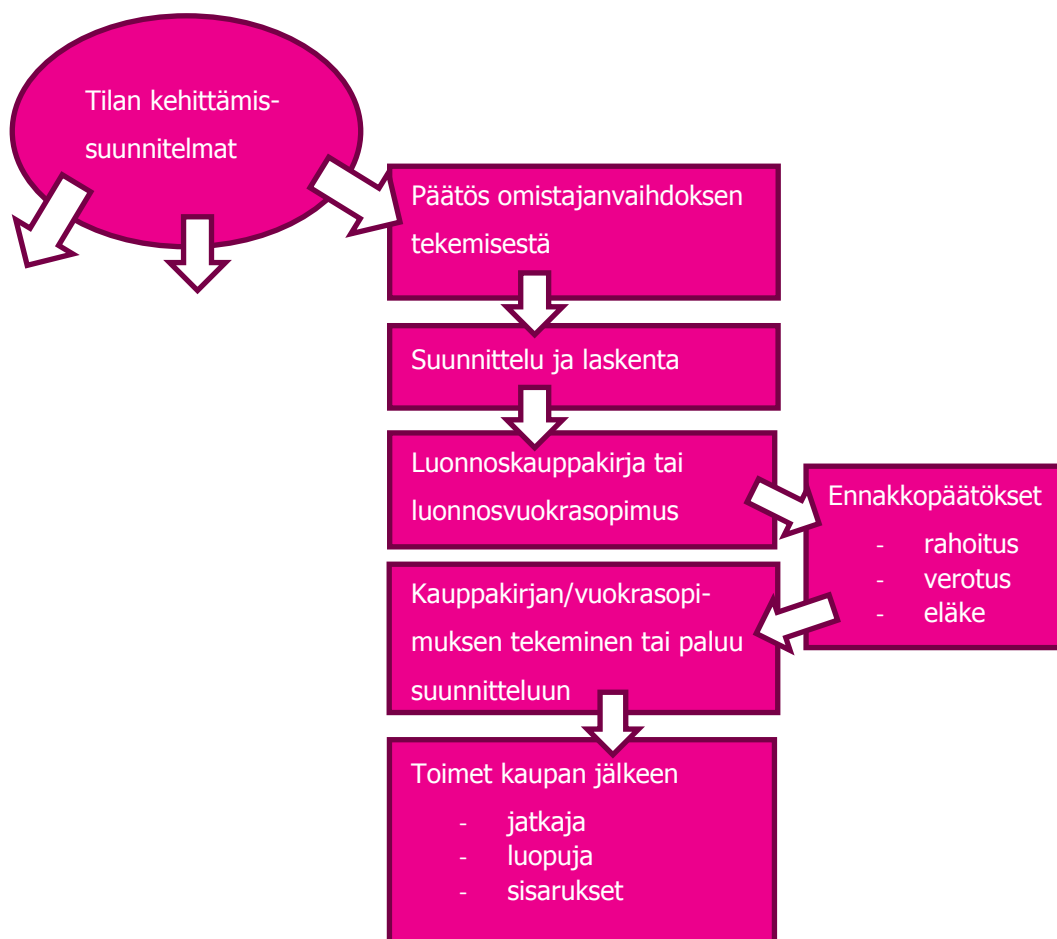 Tilan kehittämis-
suunnitelmat
Päätös omistajanvaihdoksen
tekemisestä
Suunnittelu ja laskenta
Luonnoskauppakirja tai
luonnosvuokrasopimus
Ennakkopäätökset
- rahoitus
- verotus
- eläke
Kauppakirjan/vuokrasopi-
muksen tekeminen tai paluu
suunnitteluun
Toimet kaupan jälkeen
- jatkaja
- luopuja
- sisarukset